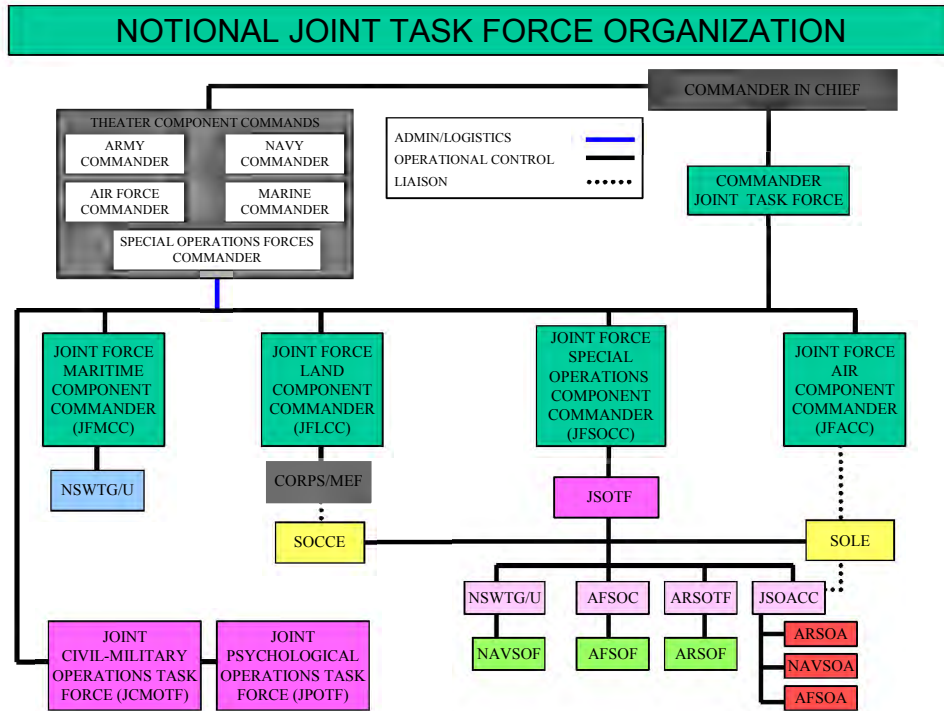 NOTIONAL JOINT TASK FORCE ORGANIZATION
COMMANDER IN CHIEF
THEATER COMPONENT COMMANDS
ARMY
COMMANDER
NAVY
COMMANDER
AIR FORCE
COMMANDER
MARINE
COMMANDER
SPECIAL OPERATIONS FORCES
COMMANDER
ADMIN/LOGISTICS
OPERATIONAL CONTROL
LIAISON
COMMANDER
JOINT TASK FORCE
JOINT FORCE
MARITIME
COMPONENT
COMMANDER
(JFMCC)
JOINT FORCE
LAND
COMPONENT
COMMANDER
(JFLCC)
JOINT FORCE
SPECIAL
OPERATIONS
COMPONENT
COMMANDER
(JFSOCC)
JOINT FORCE
AIR
COMPONENT
COMMANDER
(JFACC)
NSWTG/U
CORPS/MEF
JSOTF
SOCCE
SOLE
NSWTG/U
AFSOC
ARSOTF
JSOACC
NAVSOF
AFSOF
ARSOF
ARSOA
NAVSOA
AFSOA
JOINT
CIVIL-MILITARY
OPERATIONS TASK
FORCE (JCMOTF)
JOINT
PSYCHOLOGICAL
OPERATIONS TASK
FORCE (JPOTF)